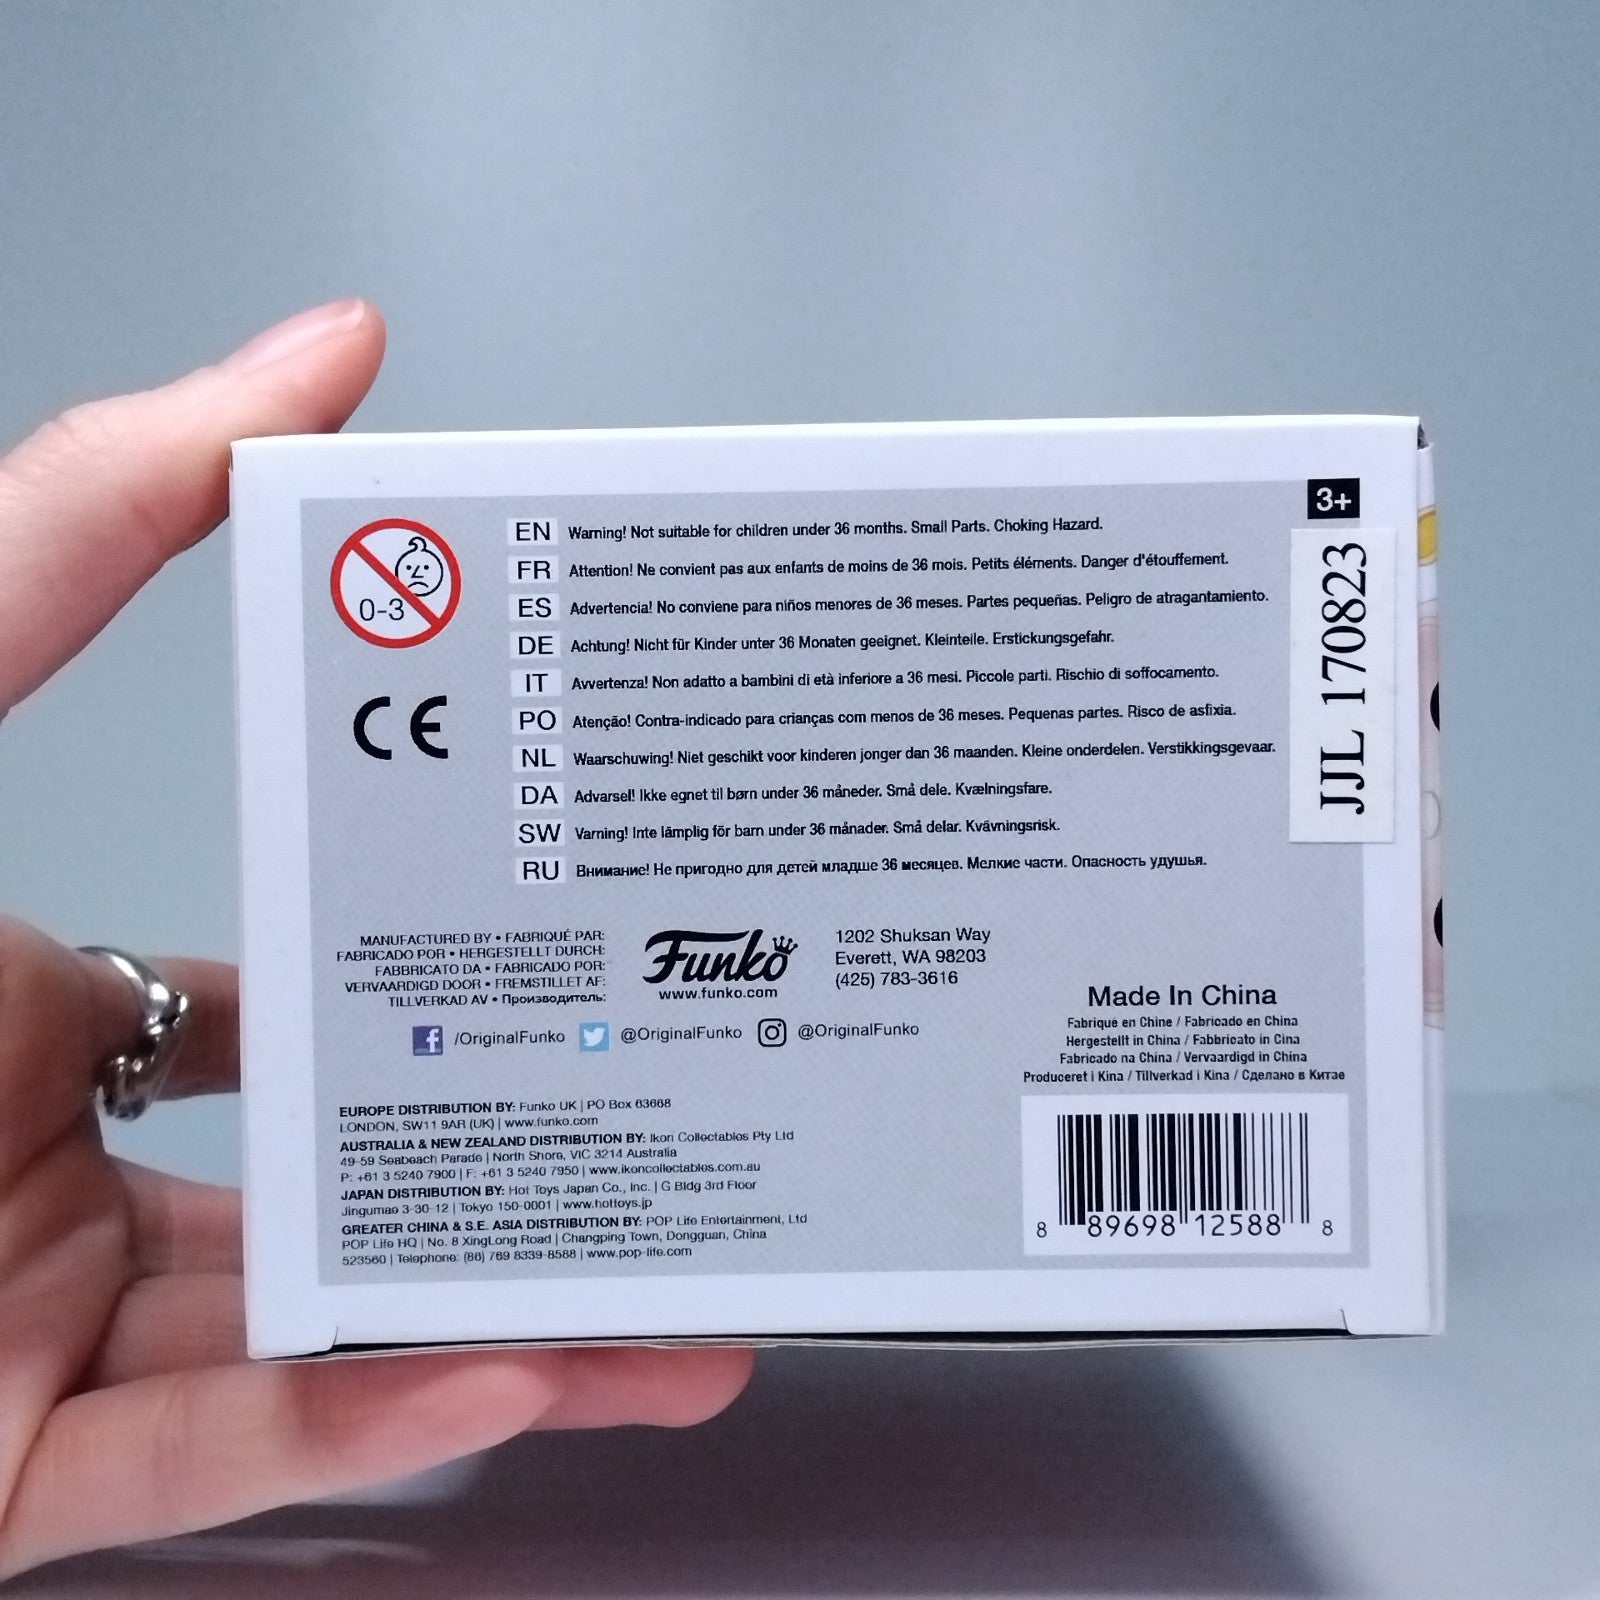 3+
0-3
EN Warning! Not suitable for children under 36 months. Small Parts. Choking Hazard.
FR Attention! Ne convient pas aux enfants de moins de 36 mois. Petits éléments. Danger d'étouffement.
ES Advertencia! No conviene para niños menores de 36 meses. Partes pequeñas. Peligro de atragantamiento.
DE Achtung! Nicht für Kinder unter 36 Monaten geeignet. Kleinteile. Erstickungsgefahr.
IT Avvertenza! Non adatto a bambini di età inferiore a 36 mesi. Piccole parti. Rischio di soffocamento.
PO Atenção! Contra-indicado para crianças com menos de 36 meses. Pequenas partes. Risco de asfixia.
NL Waarschuwing! Niet geschikt voor kinderen jonger dan 36 maanden. Kleine onderdelen. Verstikkingsgevaar.
DA Advarsel! Ikke egnet til børn under 36 måneder. Små dele. Kvælningsfare.
SW Varning! Inte lämplig för barn under 36 månader. Små delar. Kvävningsrisk.
RU Внимание! Не пригодно для детей младше 36 месяцев. Мелкие части. Опасность удушья.
CE
JJL 170823
MANUFACTURED BY • FABRIQUÉ PAR:
FABRICADO POR • HERGESTELLT DURCH:
FABBRICATO DA • FABRICADO POR:
VERVAARDIGD DOOR • FREMSTILLET AF:
TILLVERKAD AV • Производитель:
Funko
www.funko.com
1202 Shuksan Way
Everett, WA 98203
(425) 783-3616
/OriginalFunko @OriginalFunko @OriginalFunko
Made In China
Fabrique en Chine / Fabricado en China
Hergestellt in China / Fabbricato in Cina
Fabricado na China / Vervaardigd in China
Produceret i Kina / Tillverkad i Kina / Сделано в Китае
EUROPE DISTRIBUTION BY: Funko UK | PO Box 63668
LONDON, SW11 9AR (UK) | www.funko.com
AUSTRALIA & NEW ZEALAND DISTRIBUTION BY: Ikon Collectables Pty Ltd
49-59 Seabeach Parade | North Shore, VIC 3214 Australia
P: +61 3 5240 7900 | F: +61 3 5240 7950 | www.ikoncollectables.com.au
JAPAN DISTRIBUTION BY: Hot Toys Japan Co., Inc. | G Bldg 3rd Floor
Jingumae 3-30-12 | Tokyo 150-0001 | www.hottoys.jp
GREATER CHINA & S.E. ASIA DISTRIBUTION BY: POP Life Entertainment, Ltd
POP Life HQ | No. 8 XingLong Road | Changping Town, Dongguan, China
523560 | Telephone: (86) 769 8339-8588 | www.pop-life.com
8 89698 12588 8